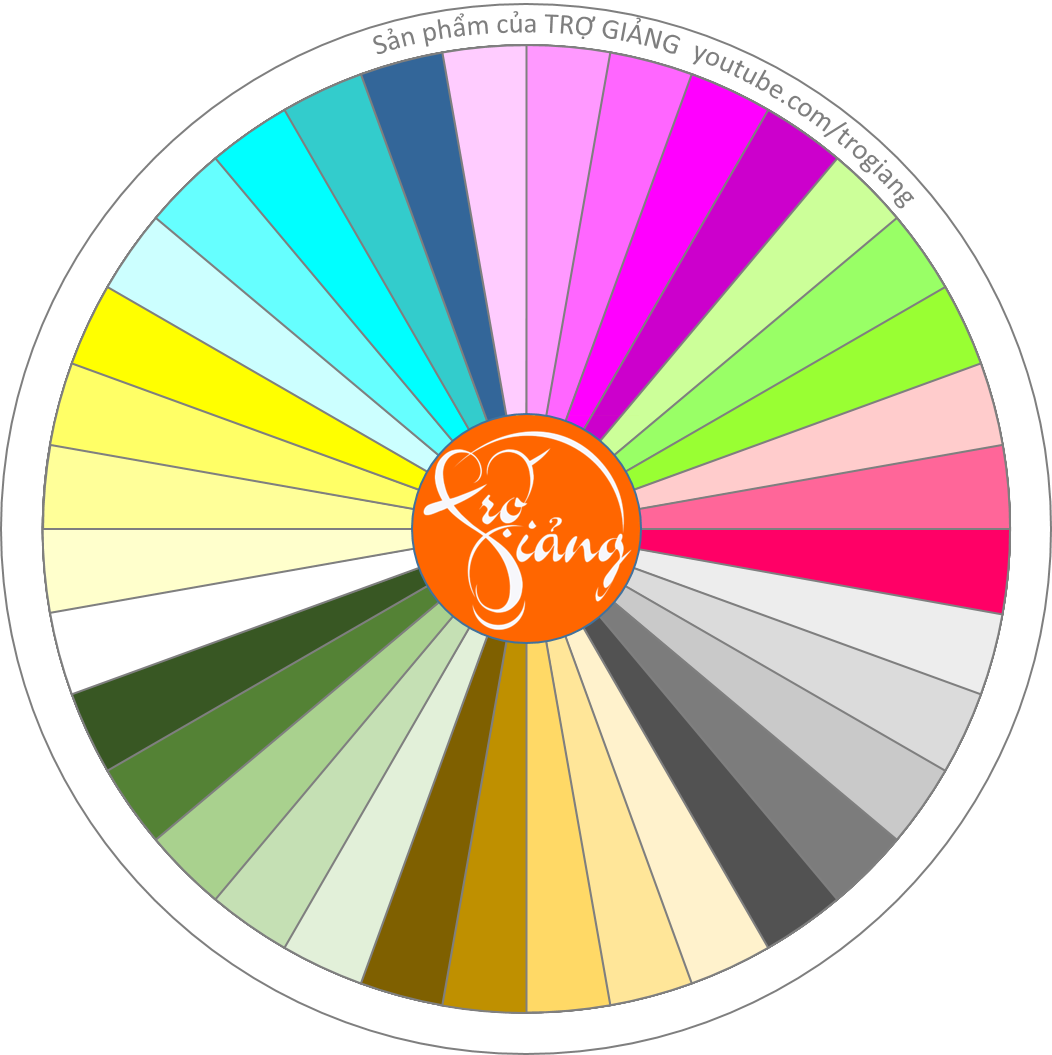 Sản phẩm của TRỢ GIẢNG youtube.com/trogiang
Trợ
Giảng